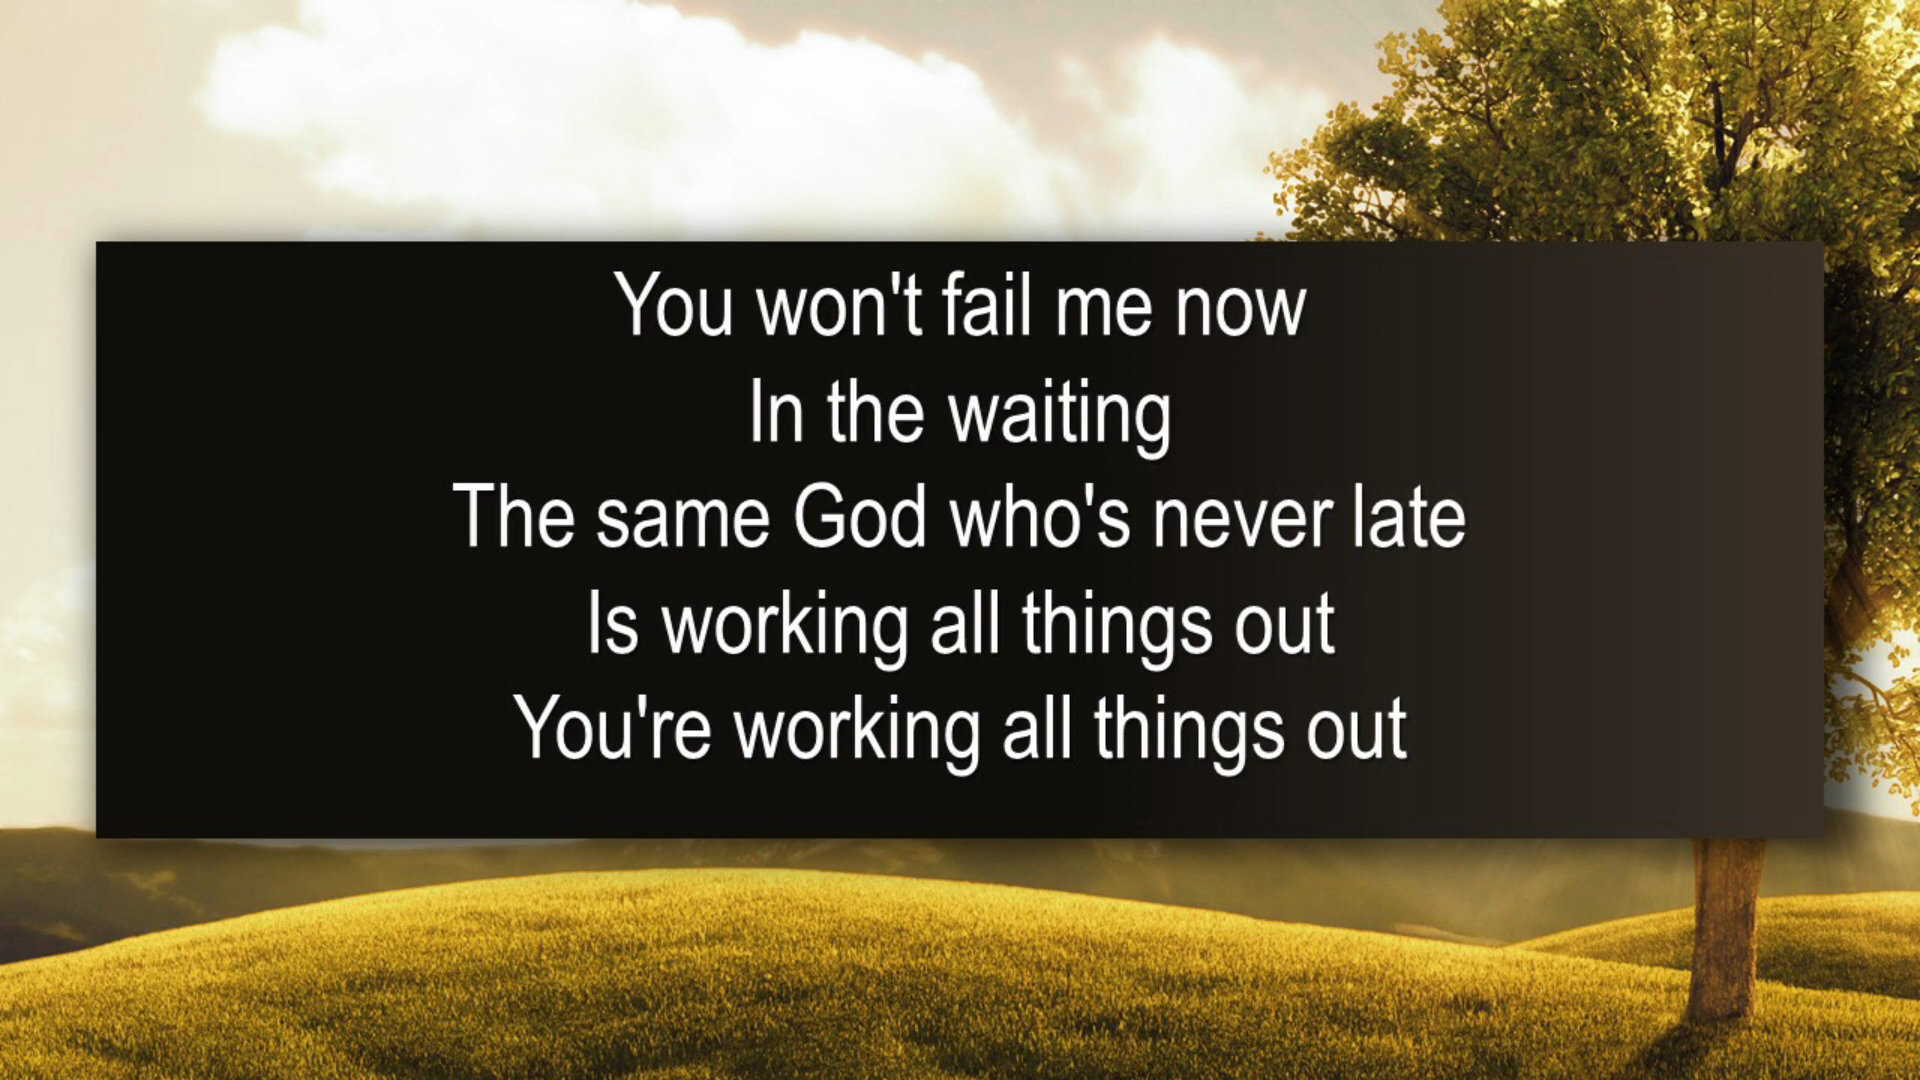 You won't fail me now
In the waiting
The same God who's never late
Is working all things out
You're working all things out